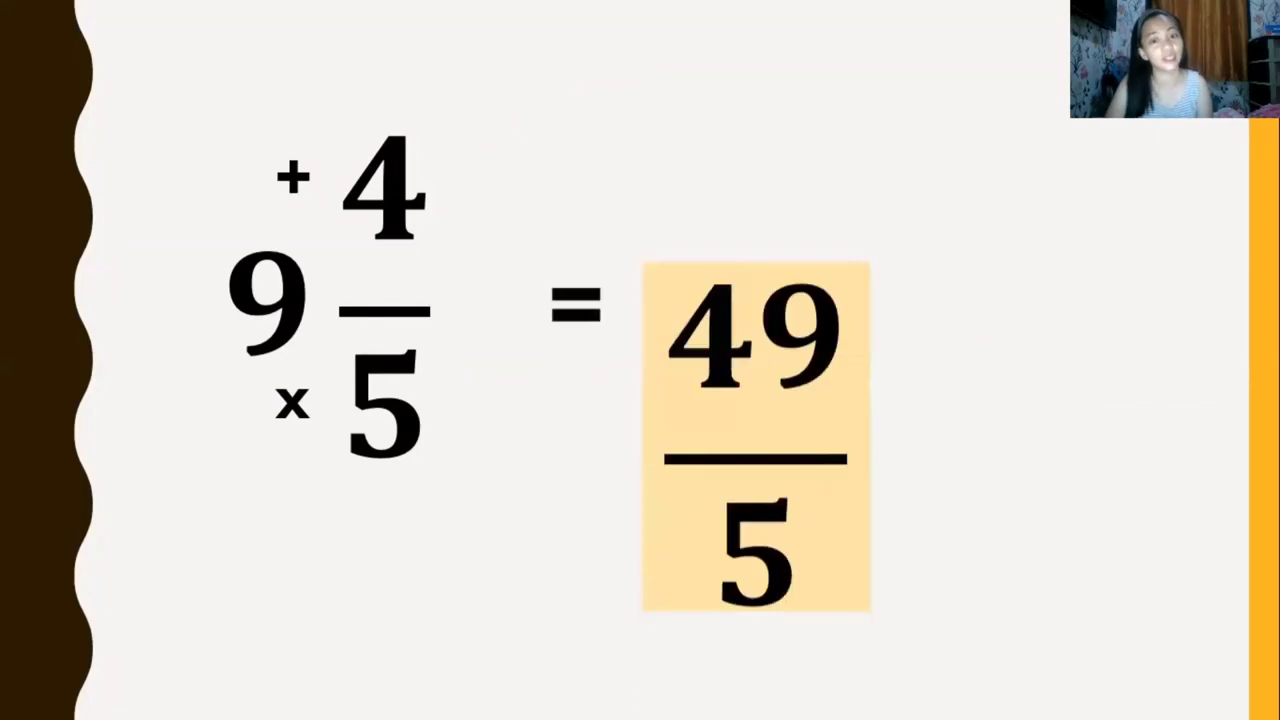 + 4
9 — = 49
x 5 — 5